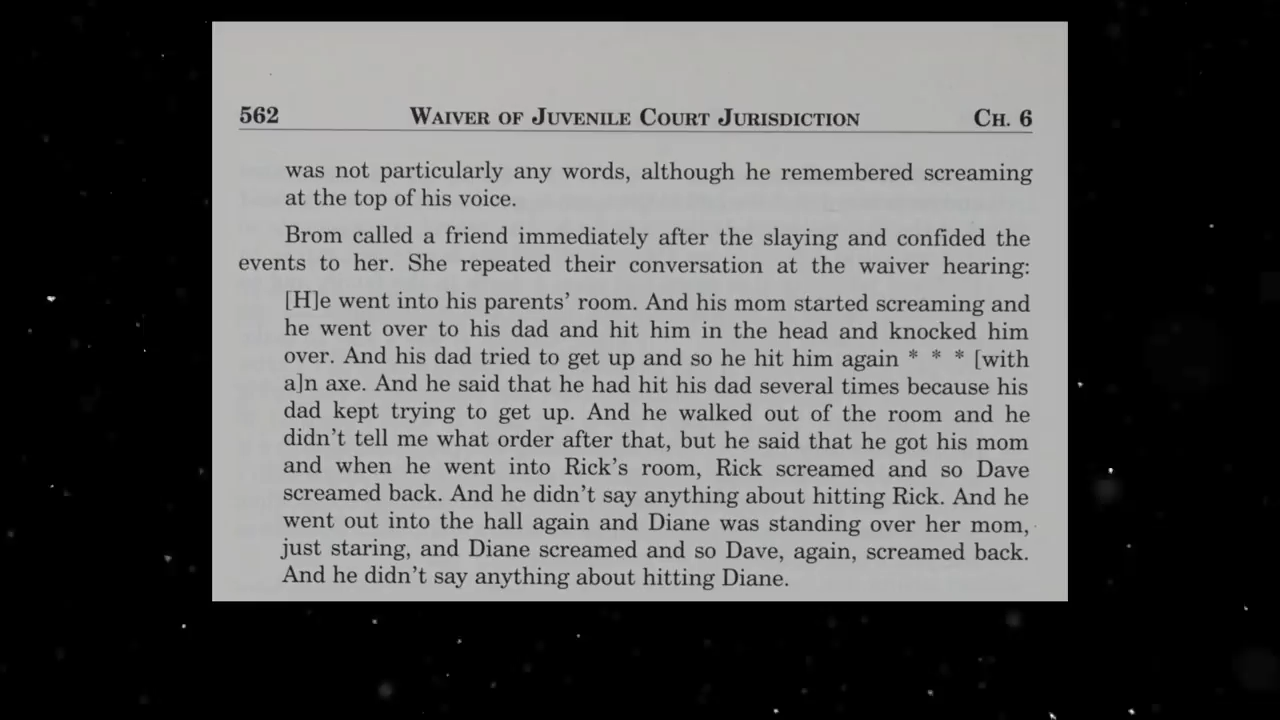 562 WAIVER OF JUVENILE COURT JURISDICTION CH. 6
was not particularly any words, although he remembered screaming
at the top of his voice.
Brom called a friend immediately after the slaying and confided the
events to her. She repeated their conversation at the waiver hearing:
[H]e went into his parents’ room. And his mom started screaming and
he went over to his dad and hit him in the head and knocked him
over. And his dad tried to get up and so he hit him again * * * [with
a]n axe. And he said that he had hit his dad several times because his
dad kept trying to get up. And he walked out of the room and he
didn’t tell me what order after that, but he said that he got his mom
and when he went into Rick’s room, Rick screamed and so Dave
screamed back. And he didn’t say anything about hitting Rick. And he
went out into the hall again and Diane was standing over her mom,
just staring, and Diane screamed and so Dave, again, screamed back.
And he didn’t say anything about hitting Diane.